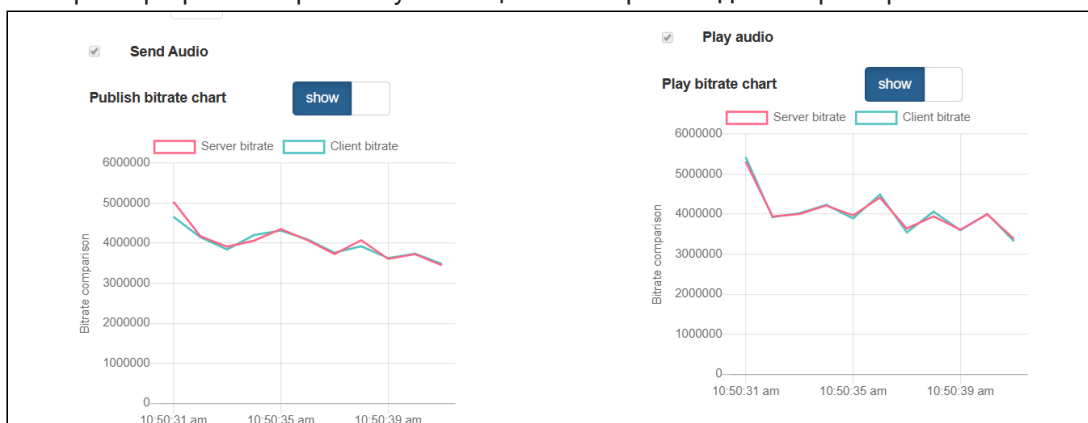 Send Audio
Publish bitrate chart
show
Server bitrate Client bitrate
6000000
5000000
4000000
3000000
2000000
1000000
0
Bitrate comparison
10:50:31 am 10:50:35 am 10:50:39 am
Play audio
Play bitrate chart
show
Server bitrate Client bitrate
6000000
5000000
4000000
3000000
2000000
1000000
0
Bitrate comparison
10:50:31 am 10:50:35 am 10:50:39 am